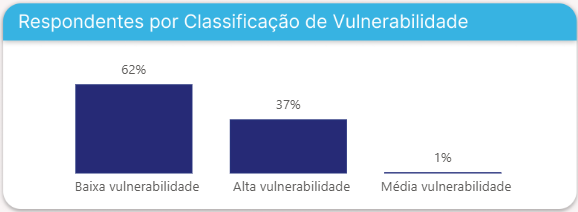 Respondentes por Classificação de Vulnerabilidade
62%
37%
1%
Baixa vulnerabilidade
Alta vulnerabilidade
Média vulnerabilidade